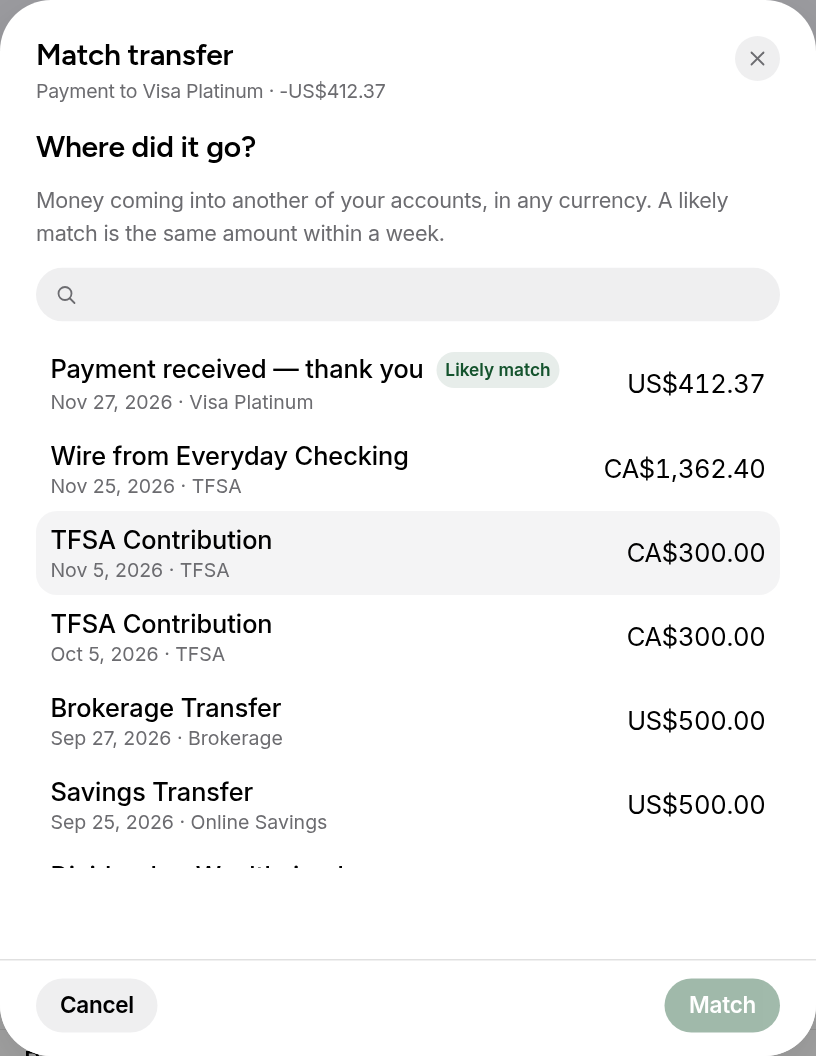 Match transfer
Payment to Visa Platinum · -US$412.37
Where did it go?
Money coming into another of your accounts, in any currency. A likely
match is the same amount within a week.
Payment received — thank you Likely match US$412.37
Nov 27, 2026 · Visa Platinum
Wire from Everyday Checking CA$1,362.40
Nov 25, 2026 · TFSA
TFSA Contribution CA$300.00
Nov 5, 2026 · TFSA
TFSA Contribution CA$300.00
Oct 5, 2026 · TFSA
Brokerage Transfer US$500.00
Sep 27, 2026 · Brokerage
Savings Transfer US$500.00
Sep 25, 2026 · Online Savings
Cancel Match